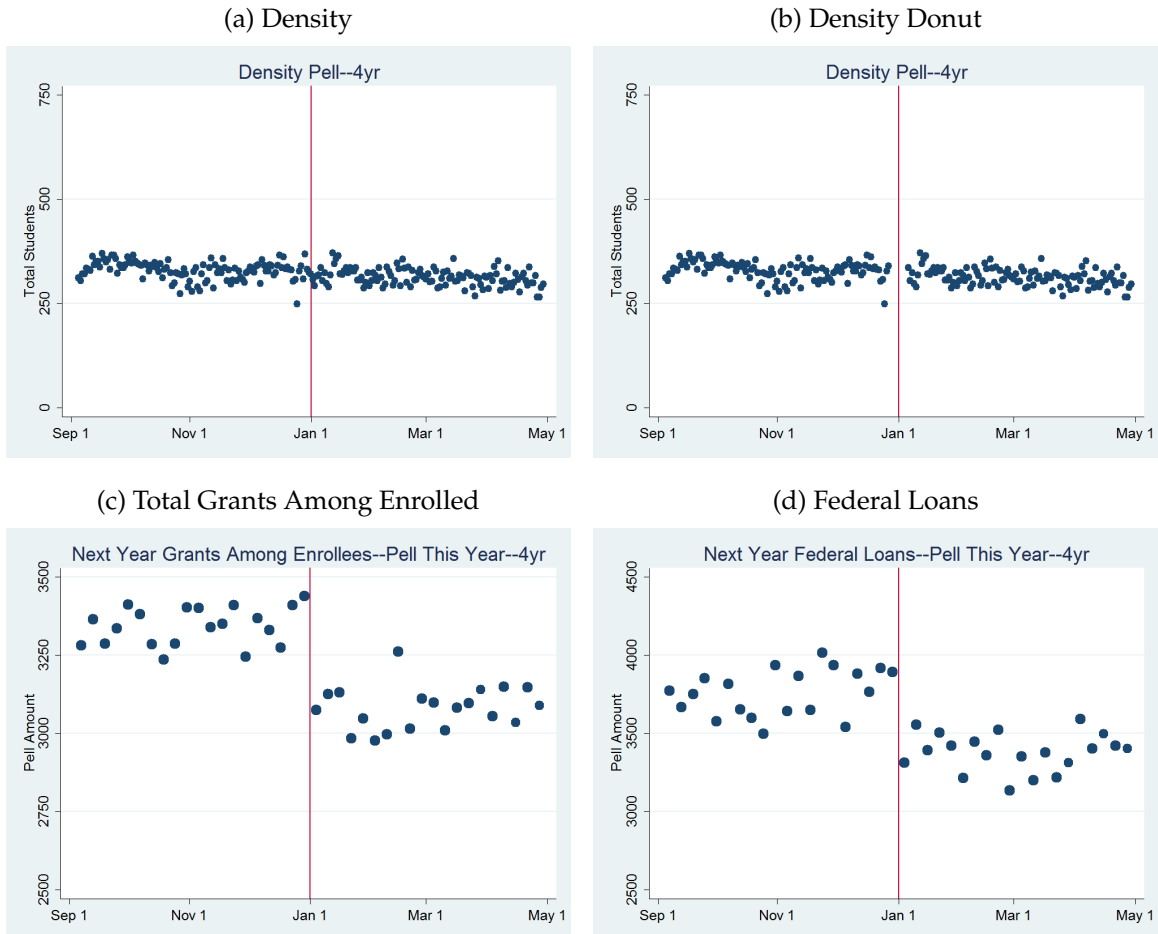 (a) Density
Density Pell--4yr
Total Students
750
500
250
0
Sep 1
Nov 1
Jan 1
Mar 1
May 1
(b) Density Donut
Density Pell--4yr
Total Students
750
500
250
0
Sep 1
Nov 1
Jan 1
Mar 1
May 1
(c) Total Grants Among Enrolled
Next Year Grants Among Enrollees--Pell This Year--4yr
Pell Amount
3500
3250
3000
2750
2500
Sep 1
Nov 1
Jan 1
Mar 1
May 1
(d) Federal Loans
Next Year Federal Loans--Pell This Year--4yr
Pell Amount
4500
4000
3500
3000
2500
Sep 1
Nov 1
Jan 1
Mar 1
May 1